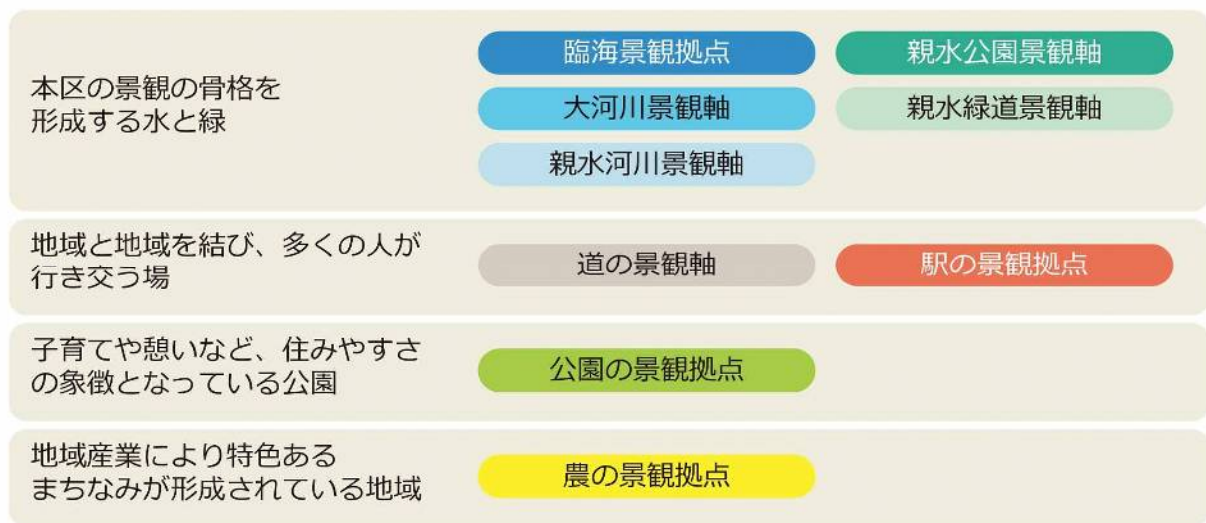 本区の景観の骨格を
形成する水と緑
臨海景観拠点
親水公園景観軸
大河川景観軸
親水緑道景観軸
親水河川景観軸
地域と地域を結び、多くの人が
行き交う場
道の景観軸
駅の景観拠点
子育てや憩いなど、住みやすさ
の象徴となっている公園
公園の景観拠点
地域産業により特色ある
まちなみが形成されている地域
農の景観拠点